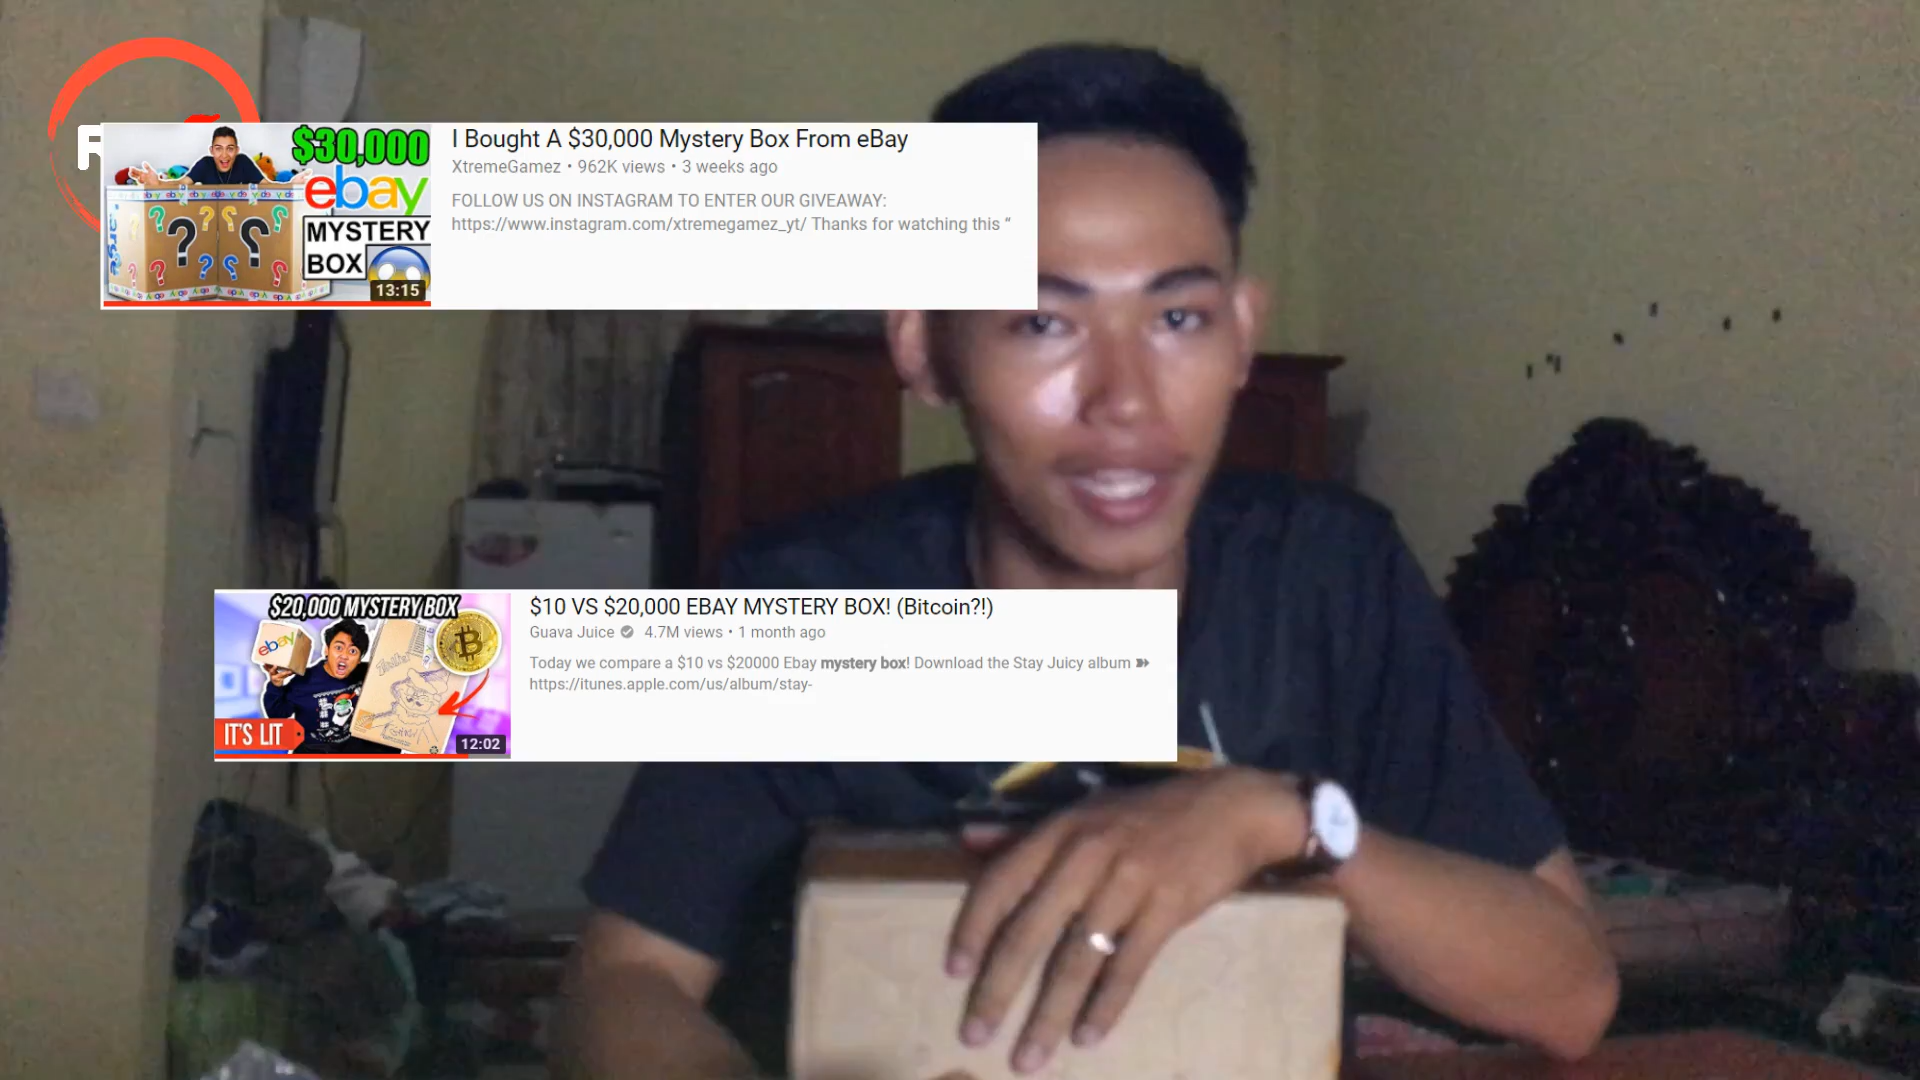 F
$30,000
ebay
MYSTERY
BOX
13:15
I Bought A $30,000 Mystery Box From eBay
XtremeGamez • 962K views • 3 weeks ago
FOLLOW US ON INSTAGRAM TO ENTER OUR GIVEAWAY:
https://www.instagram.com/xtremegamez_yt/ Thanks for watching this “
$20,000 MYSTERY BOX
ebay
IT'S LIT
12:02
$10 VS $20,000 EBAY MYSTERY BOX! (Bitcoin?!)
Guava Juice 4.7M views • 1 month ago
Today we compare a $10 vs $20000 Ebay mystery box! Download the Stay Juicy album ➽
https://itunes.apple.com/us/album/stay-